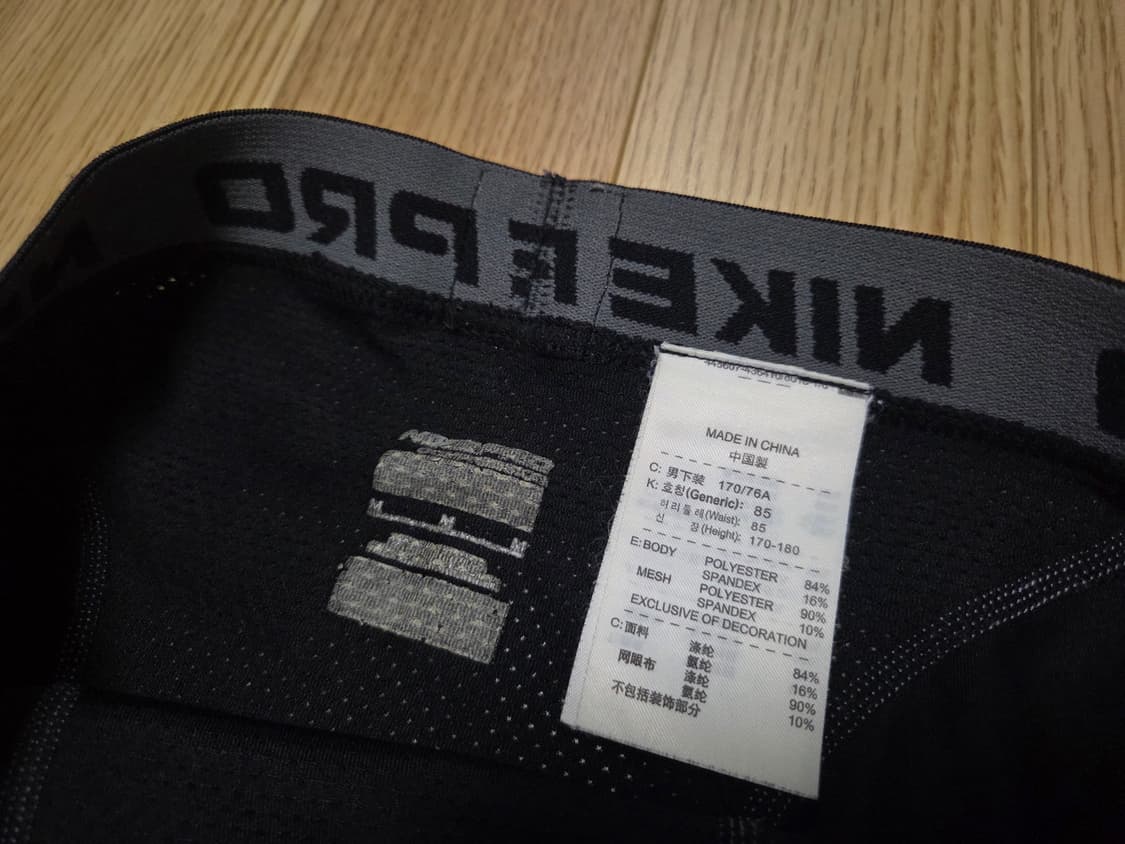 NIKE PRO
MADE IN CHINA
中国製
C: 男下装 170/76A
K: 호칭(Generic): 85
허리둘레(Waist): 85
신 장(Height): 170-180
E:BODY POLYESTER 84%
SPANDEX 16%
MESH POLYESTER 90%
SPANDEX 10%
EXCLUSIVE OF DECORATION
C:面料 涤纶 84%
氨纶 16%
网眼布 涤纶 90%
氨纶 10%
不包括装饰部分
M M M